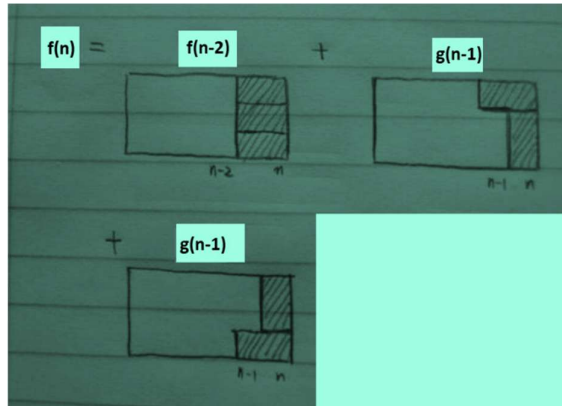 f(n) = f(n-2) + g(n-1)
n-2 n n-1 n
+ g(n-1)
n-1 n